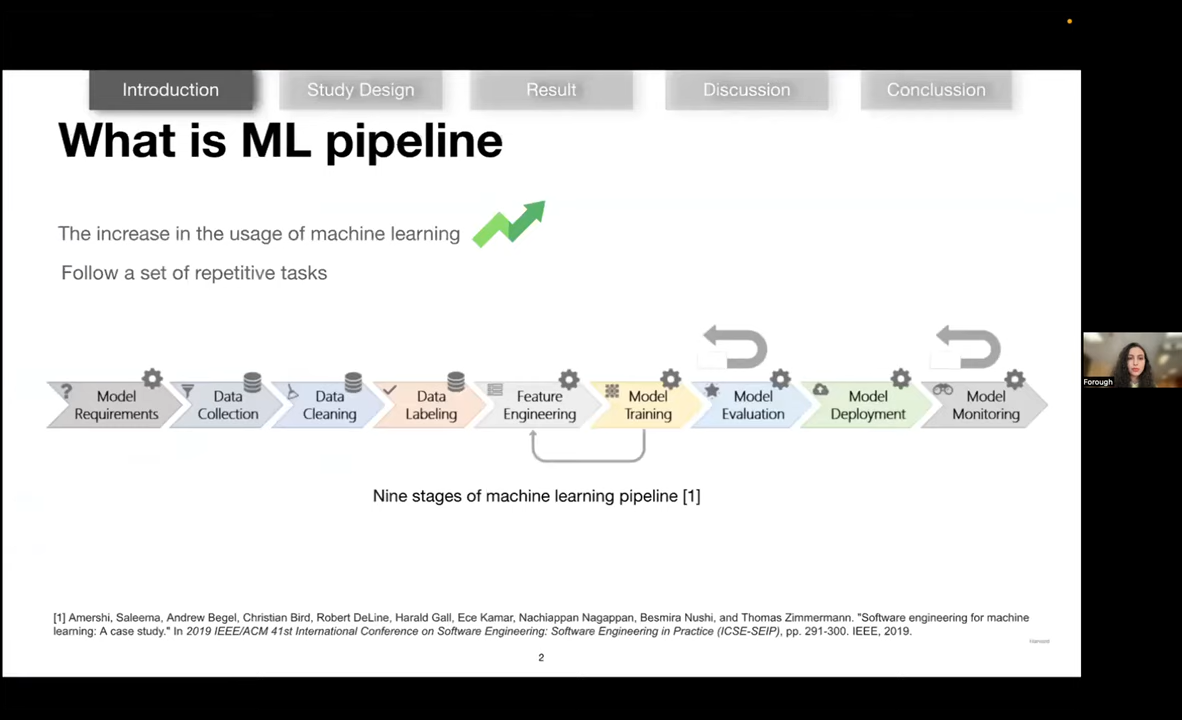 Introduction
Study Design
Result
Discussion
Conclussion
What is ML pipeline
The increase in the usage of machine learning
Follow a set of repetitive tasks
Model
Requirements
Data
Collection
Data
Cleaning
Data
Labeling
Feature
Engineering
Model
Training
Model
Evaluation
Model
Deployment
Model
Monitoring
Nine stages of machine learning pipeline [1]
[1] Amershi, Saleema, Andrew Begel, Christian Bird, Robert DeLine, Harald Gall, Ece Kamar, Nachiappan Nagappan, Besmira Nushi, and Thomas Zimmermann. "Software engineering for machine
learning: A case study." In 2019 IEEE/ACM 41st International Conference on Software Engineering: Software Engineering in Practice (ICSE-SEIP), pp. 291-300. IEEE, 2019.
2
Forough